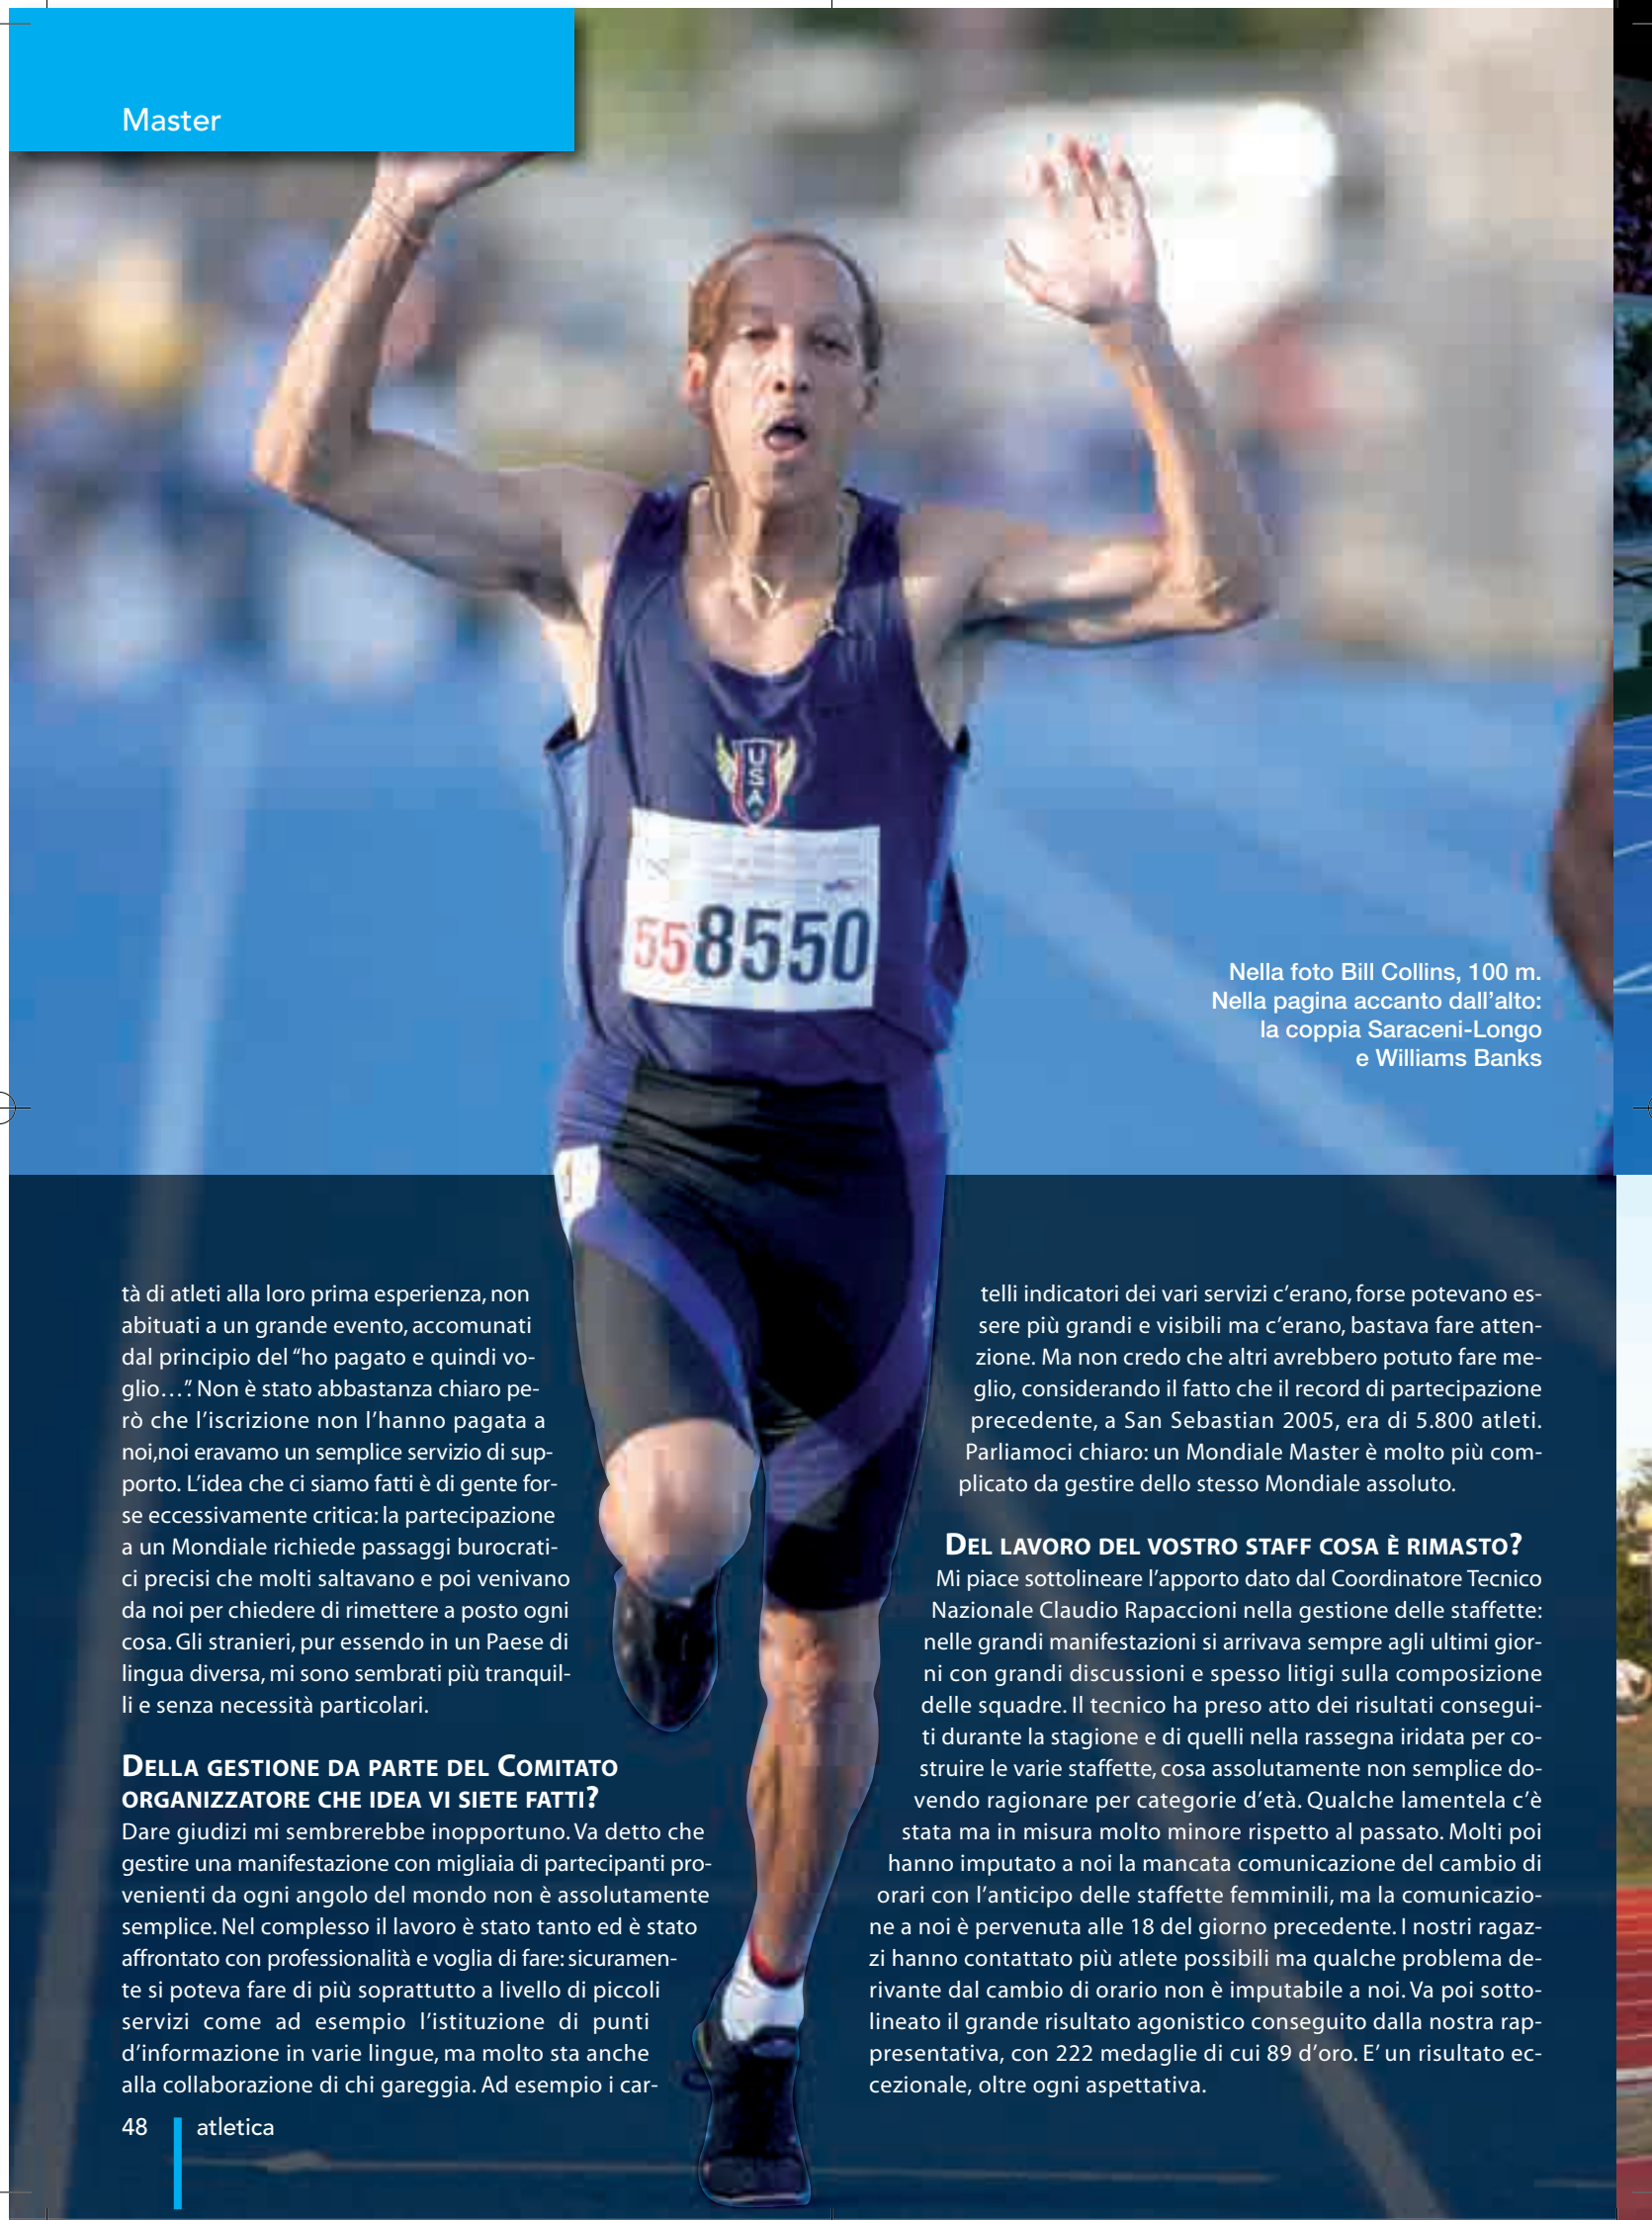 Master
USA
558550
Nella foto Bill Collins, 100 m.
Nella pagina accanto dall'alto:
la coppia Saraceni-Longo
e Williams Banks
tà di atleti alla loro prima esperienza, non
abituati a un grande evento, accomunati
dal principio del "ho pagato e quindi vo-
glio…". Non è stato abbastanza chiaro pe-
rò che l'iscrizione non l'hanno pagata a
noi,noi eravamo un semplice servizio di sup-
porto. L'idea che ci siamo fatti è di gente for-
se eccessivamente critica: la partecipazione
a un Mondiale richiede passaggi burocrati-
ci precisi che molti saltavano e poi venivano
da noi per chiedere di rimettere a posto ogni
cosa. Gli stranieri, pur essendo in un Paese di
lingua diversa, mi sono sembrati più tranquil-
li e senza necessità particolari.
DELLA GESTIONE DA PARTE DEL COMITATO
ORGANIZZATORE CHE IDEA VI SIETE FATTI?
Dare giudizi mi sembrerebbe inopportuno. Va detto che
gestire una manifestazione con migliaia di partecipanti pro-
venienti da ogni angolo del mondo non è assolutamente
semplice. Nel complesso il lavoro è stato tanto ed è stato
affrontato con professionalità e voglia di fare: sicuramen-
te si poteva fare di più soprattutto a livello di piccoli
servizi come ad esempio l'istituzione di punti
d'informazione in varie lingue, ma molto sta anche
alla collaborazione di chi gareggia. Ad esempio i car-
telli indicatori dei vari servizi c'erano, forse potevano es-
sere più grandi e visibili ma c'erano, bastava fare atten-
zione. Ma non credo che altri avrebbero potuto fare me-
glio, considerando il fatto che il record di partecipazione
precedente, a San Sebastian 2005, era di 5.800 atleti.
Parliamoci chiaro: un Mondiale Master è molto più com-
plicato da gestire dello stesso Mondiale assoluto.
DEL LAVORO DEL VOSTRO STAFF COSA È RIMASTO?
Mi piace sottolineare l'apporto dato dal Coordinatore Tecnico
Nazionale Claudio Rapaccioni nella gestione delle staffette:
nelle grandi manifestazioni si arrivava sempre agli ultimi gior-
ni con grandi discussioni e spesso litigi sulla composizione
delle squadre. Il tecnico ha preso atto dei risultati consegui-
ti durante la stagione e di quelli nella rassegna iridata per co-
struire le varie staffette, cosa assolutamente non semplice do-
vendo ragionare per categorie d'età. Qualche lamentela c'è
stata ma in misura molto minore rispetto al passato. Molti poi
hanno imputato a noi la mancata comunicazione del cambio di
orari con l'anticipo delle staffette femminili, ma la comunicazio-
ne a noi è pervenuta alle 18 del giorno precedente. I nostri ragaz-
zi hanno contattato più atlete possibili ma qualche problema de-
rivante dal cambio di orario non è imputabile a noi. Va poi sotto-
lineato il grande risultato agonistico conseguito dalla nostra rap-
presentativa, con 222 medaglie di cui 89 d'oro. E' un risultato ec-
cezionale, oltre ogni aspettativa.
48 atletica